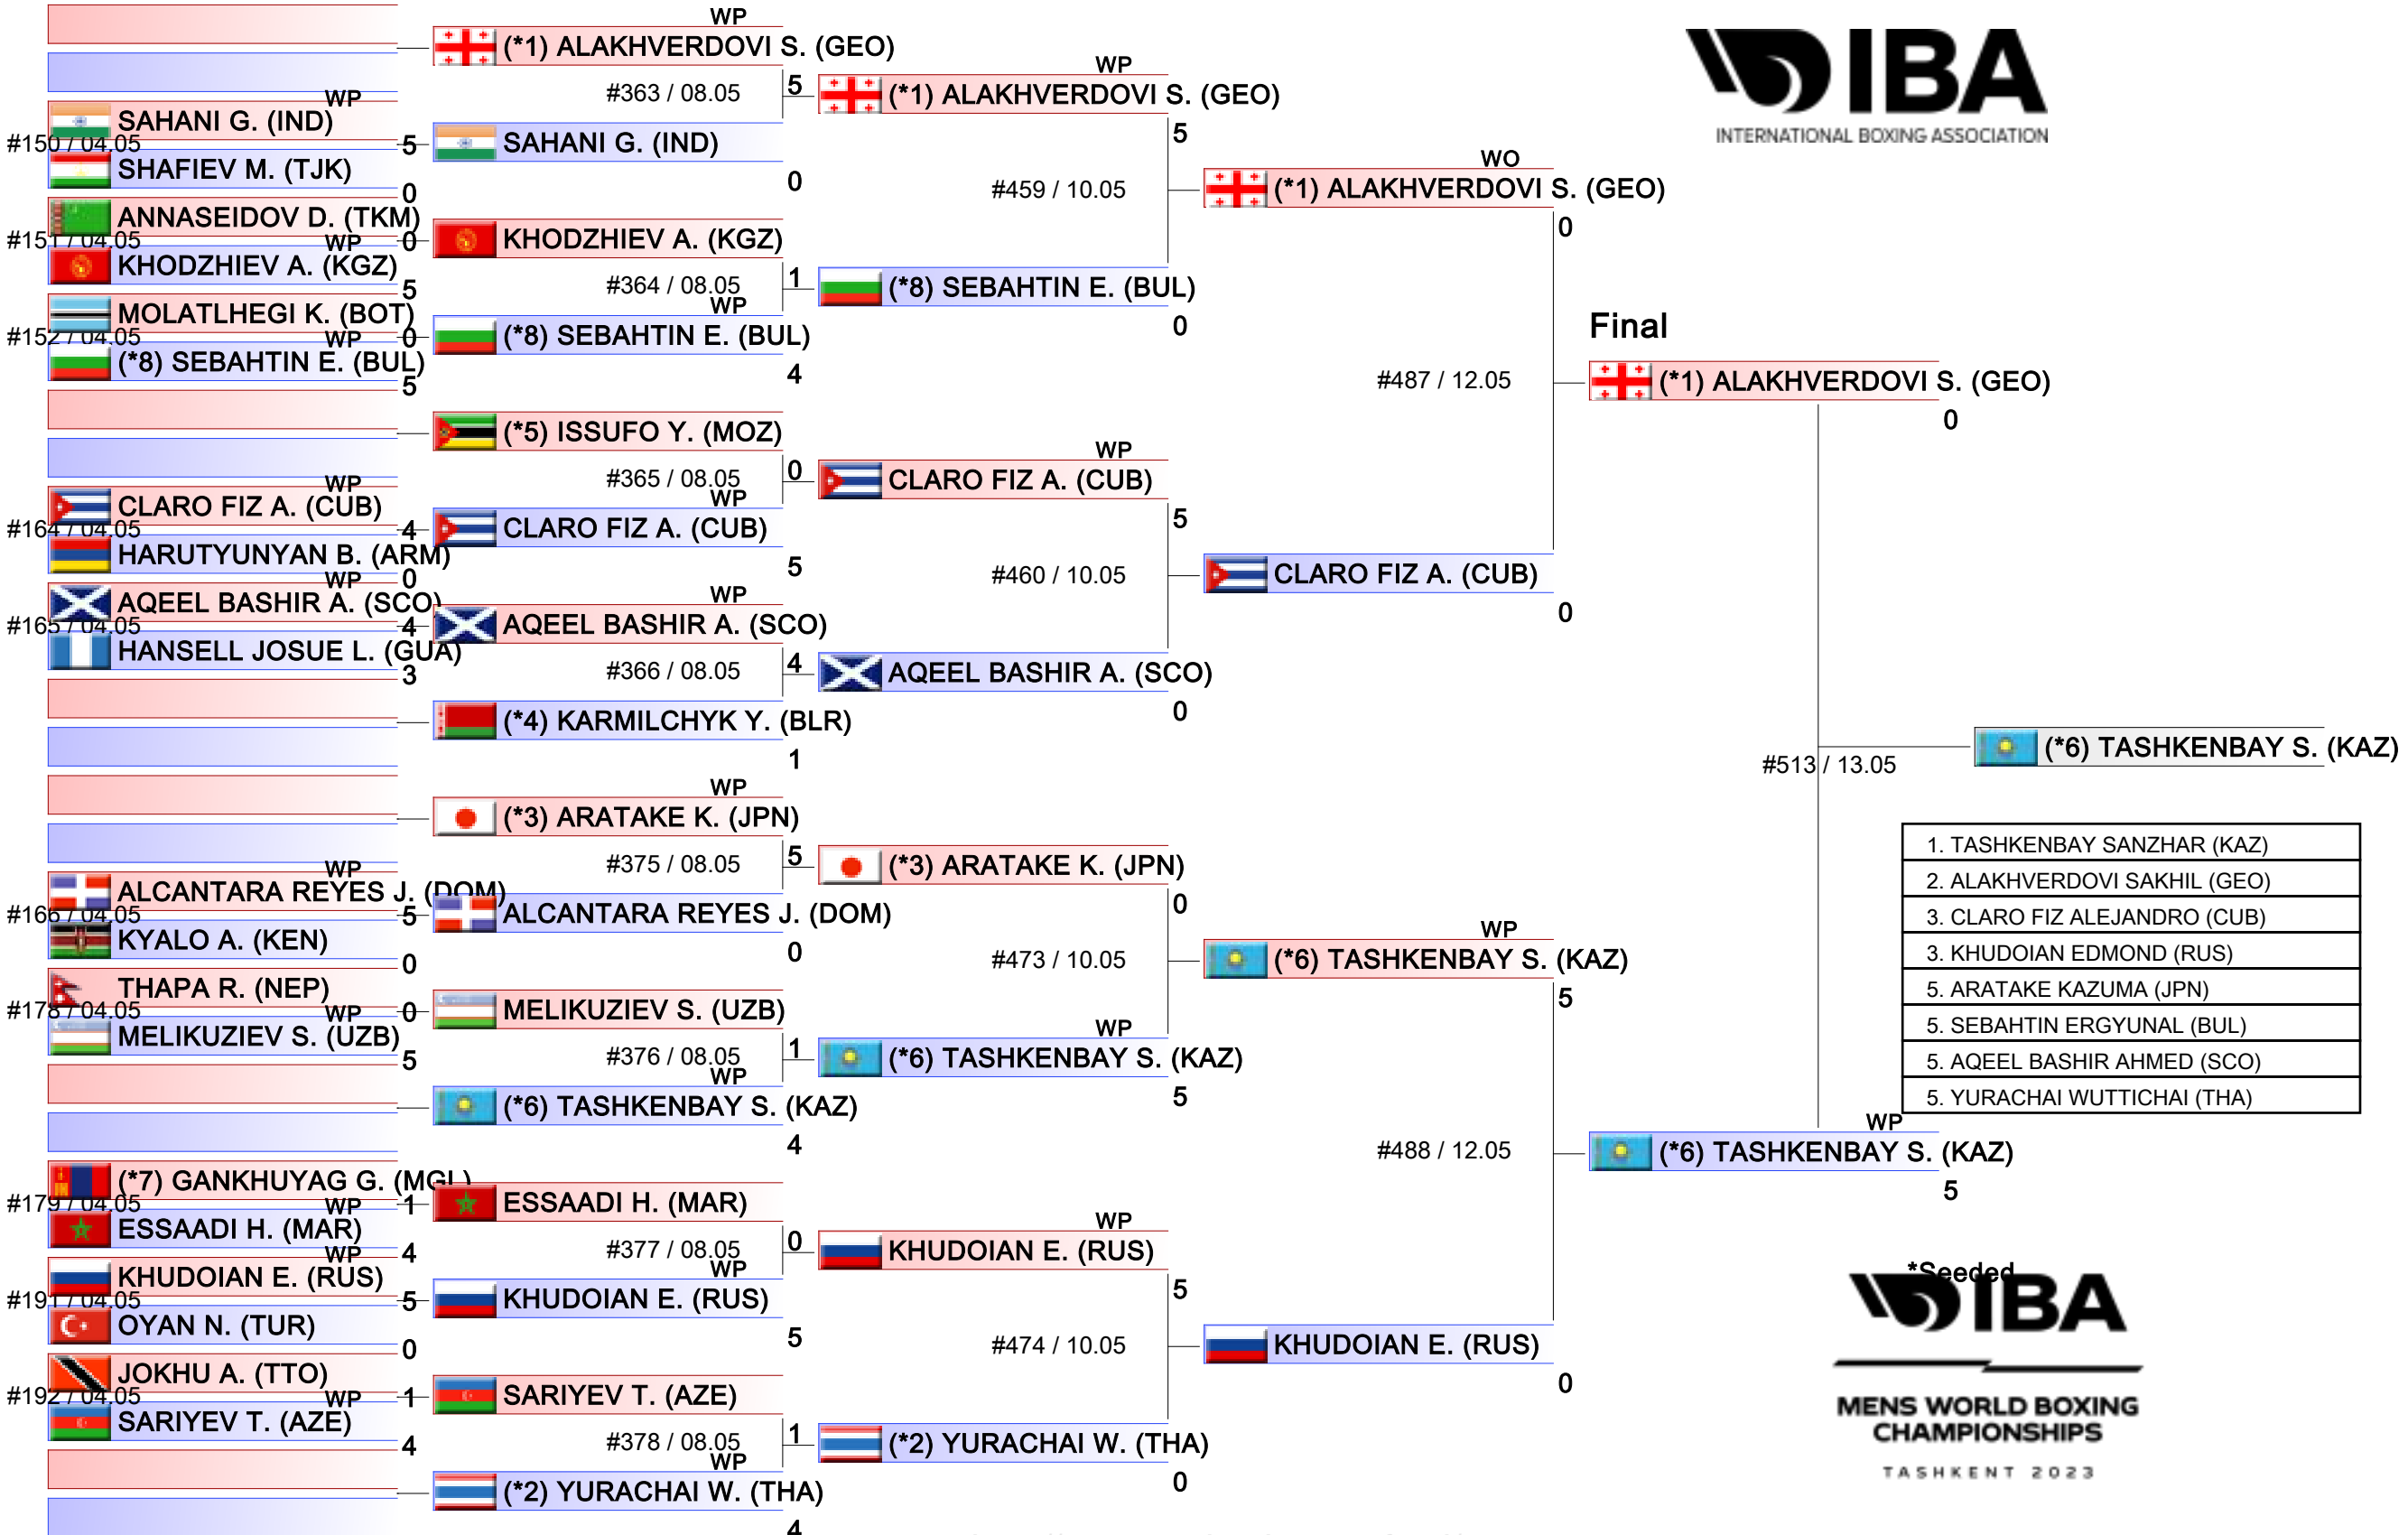 WP
(*1) ALAKHVERDOVI S. (GEO)
#363 / 08.05
5
WP
SAHANI G. (IND)
#150 / 04.05
5
SHAFIEV M. (TJK)
0
SAHANI G. (IND)
0
ANNASEIDOV D. (TKM)
#151 / 04.05
WP
0
KHODZHIEV A. (KGZ)
5
KHODZHIEV A. (KGZ)
#364 / 08.05
1
MOLATLHEGI K. (BOT)
#152 / 04.05
WP
0
(*8) SEBAHTIN E. (BUL)
5
WP
(*8) SEBAHTIN E. (BUL)
4
(*5) ISSUFO Y. (MOZ)
#365 / 08.05
0
WP
CLARO FIZ A. (CUB)
#164 / 04.05
4
HARUTYUNYAN B. (ARM)
0
WP
CLARO FIZ A. (CUB)
5
WP
AQEEL BASHIR A. (SCO)
#165 / 04.05
4
HANSELL JOSUE L. (GUA)
3
WP
AQEEL BASHIR A. (SCO)
#366 / 08.05
4
(*4) KARMILCHYK Y. (BLR)
1
WP
(*3) ARATAKE K. (JPN)
#375 / 08.05
5
WP
ALCANTARA REYES J. (DOM)
#166 / 04.05
5
KYALO A. (KEN)
0
ALCANTARA REYES J. (DOM)
0
THAPA R. (NEP)
#178 / 04.05
WP
0
MELIKUZIEV S. (UZB)
5
MELIKUZIEV S. (UZB)
#376 / 08.05
1
WP
(*6) TASHKENBAY S. (KAZ)
4
(*7) GANKHUYAG G. (MGL)
#179 / 04.05
WP
1
ESSAADI H. (MAR)
4
ESSAADI H. (MAR)
#377 / 08.05
0
WP
KHUDOIAN E. (RUS)
#191 / 04.05
5
OYAN N. (TUR)
0
WP
KHUDOIAN E. (RUS)
5
JOKHU A. (TTO)
#192 / 04.05
WP
1
SARIYEV T. (AZE)
4
SARIYEV T. (AZE)
#378 / 08.05
1
WP
(*2) YURACHAI W. (THA)
4
WP
(*1) ALAKHVERDOVI S. (GEO)
5
#459 / 10.05
(*8) SEBAHTIN E. (BUL)
0
WP
CLARO FIZ A. (CUB)
5
#460 / 10.05
AQEEL BASHIR A. (SCO)
0
(*3) ARATAKE K. (JPN)
0
#473 / 10.05
WP
(*6) TASHKENBAY S. (KAZ)
5
WP
KHUDOIAN E. (RUS)
5
#474 / 10.05
(*2) YURACHAI W. (THA)
0
WO
(*1) ALAKHVERDOVI S. (GEO)
0
#487 / 12.05
CLARO FIZ A. (CUB)
0
WP
(*6) TASHKENBAY S. (KAZ)
5
#488 / 12.05
KHUDOIAN E. (RUS)
0
Final
(*1) ALAKHVERDOVI S. (GEO)
0
#513 / 13.05
WP
(*6) TASHKENBAY S. (KAZ)
5
(*6) TASHKENBAY S. (KAZ)
IBA
INTERNATIONAL BOXING ASSOCIATION
1. TASHKENBAY SANZHAR (KAZ)
2. ALAKHVERDOVI SAKHIL (GEO)
3. CLARO FIZ ALEJANDRO (CUB)
3. KHUDOIAN EDMOND (RUS)
5. ARATAKE KAZUMA (JPN)
5. SEBAHTIN ERGYUNAL (BUL)
5. AQEEL BASHIR AHMED (SCO)
5. YURACHAI WUTTICHAI (THA)
*Seeded
IBA
MENS WORLD BOXING
CHAMPIONSHIPS
TASHKENT 2023